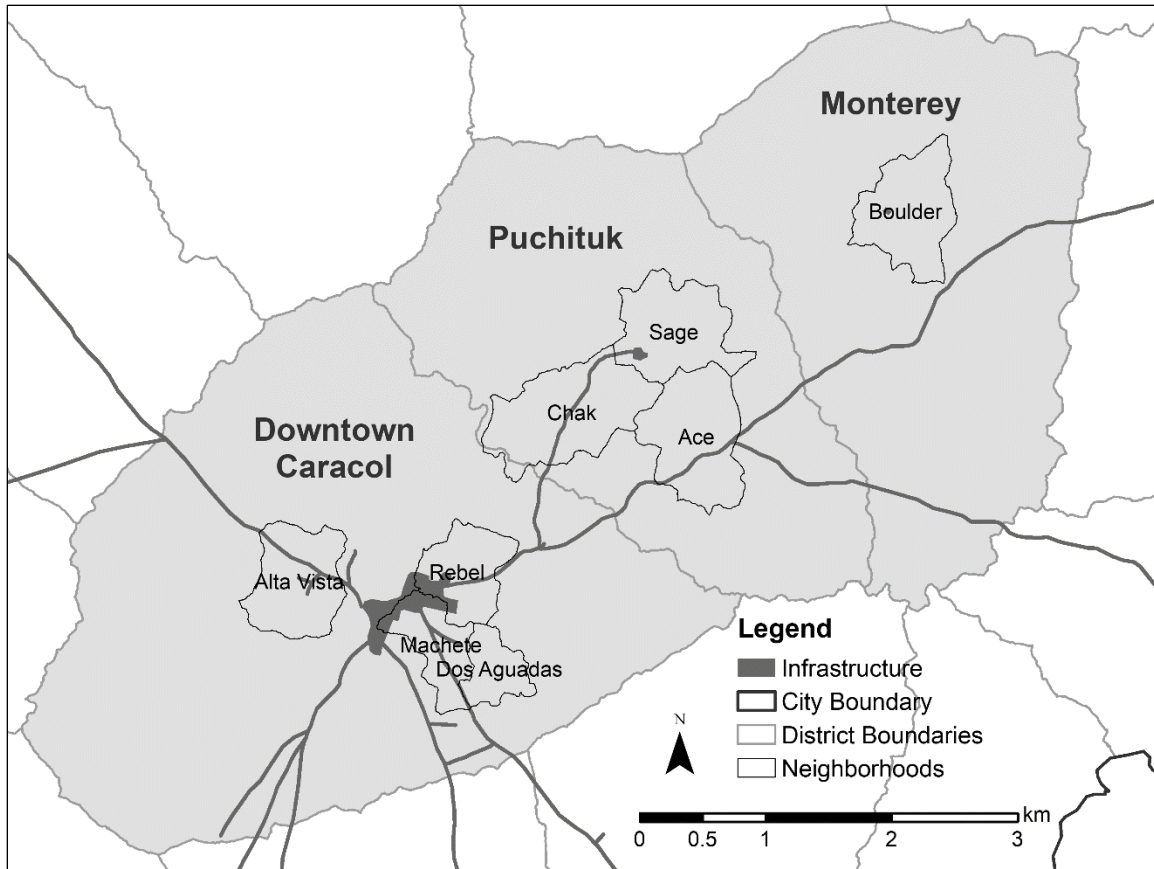 Monterey
Boulder
Puchituk
Sage
Chak
Ace
Downtown
Caracol
Alta Vista
Rebel
Machete
Dos Aguadas
Legend
Infrastructure
City Boundary
District Boundaries
Neighborhoods
N
km
0 0.5 1 2 3